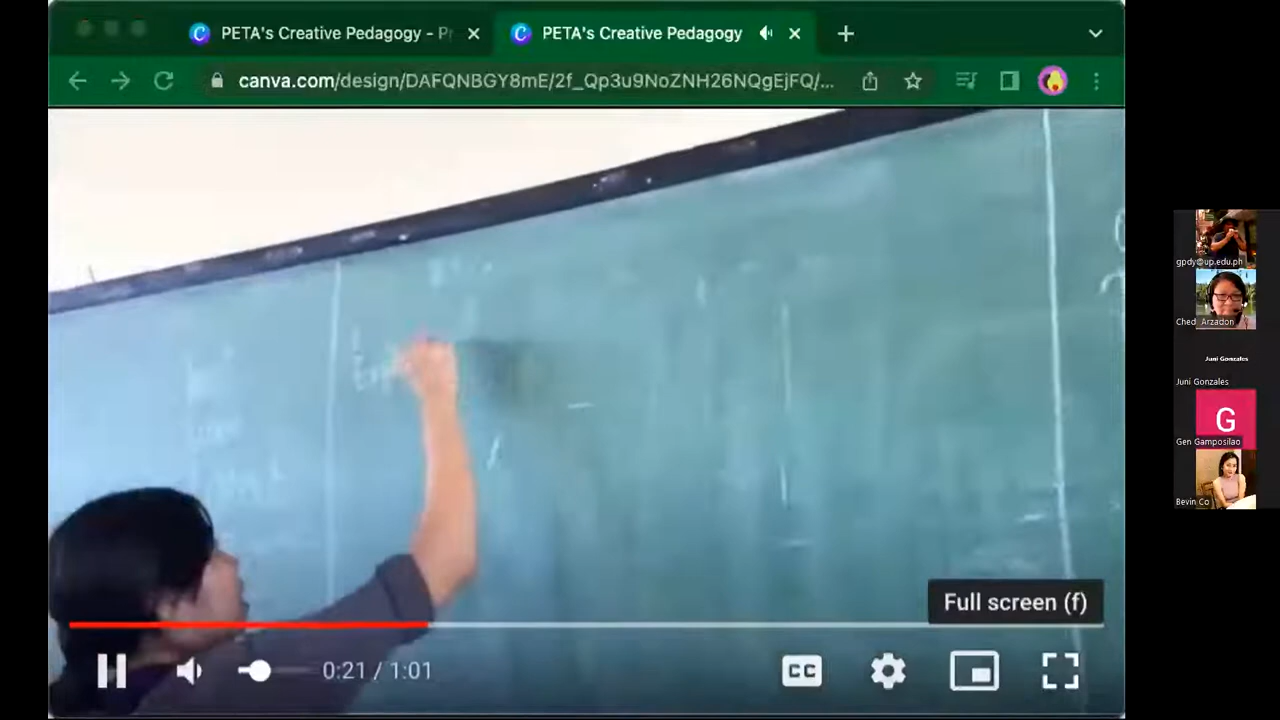 PETA's Creative Pedagogy - Pr
PETA's Creative Pedagogy
canva.com/design/DAFQNBGY8mE/2f_Qp3u9NoZNH26NQgEjFQ/...
gpdy@up.edu.ph
Ched Arzadon
Juni Gonzales
Juni Gonzales
G
Gen Gamposilao
Bevin Co
Full screen (f)
0:21 / 1:01
CC